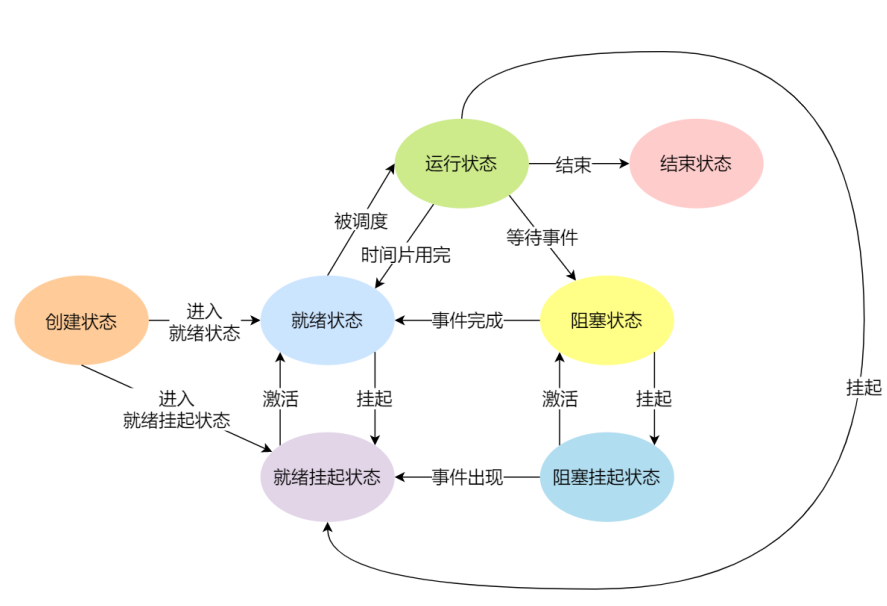 运行状态
结束
结束状态
被调度
时间片用完
等待事件
创建状态
进入
就绪状态
就绪状态
事件完成
阻塞状态
进入
就绪挂起状态
激活
挂起
激活
挂起
挂起
就绪挂起状态
事件出现
阻塞挂起状态